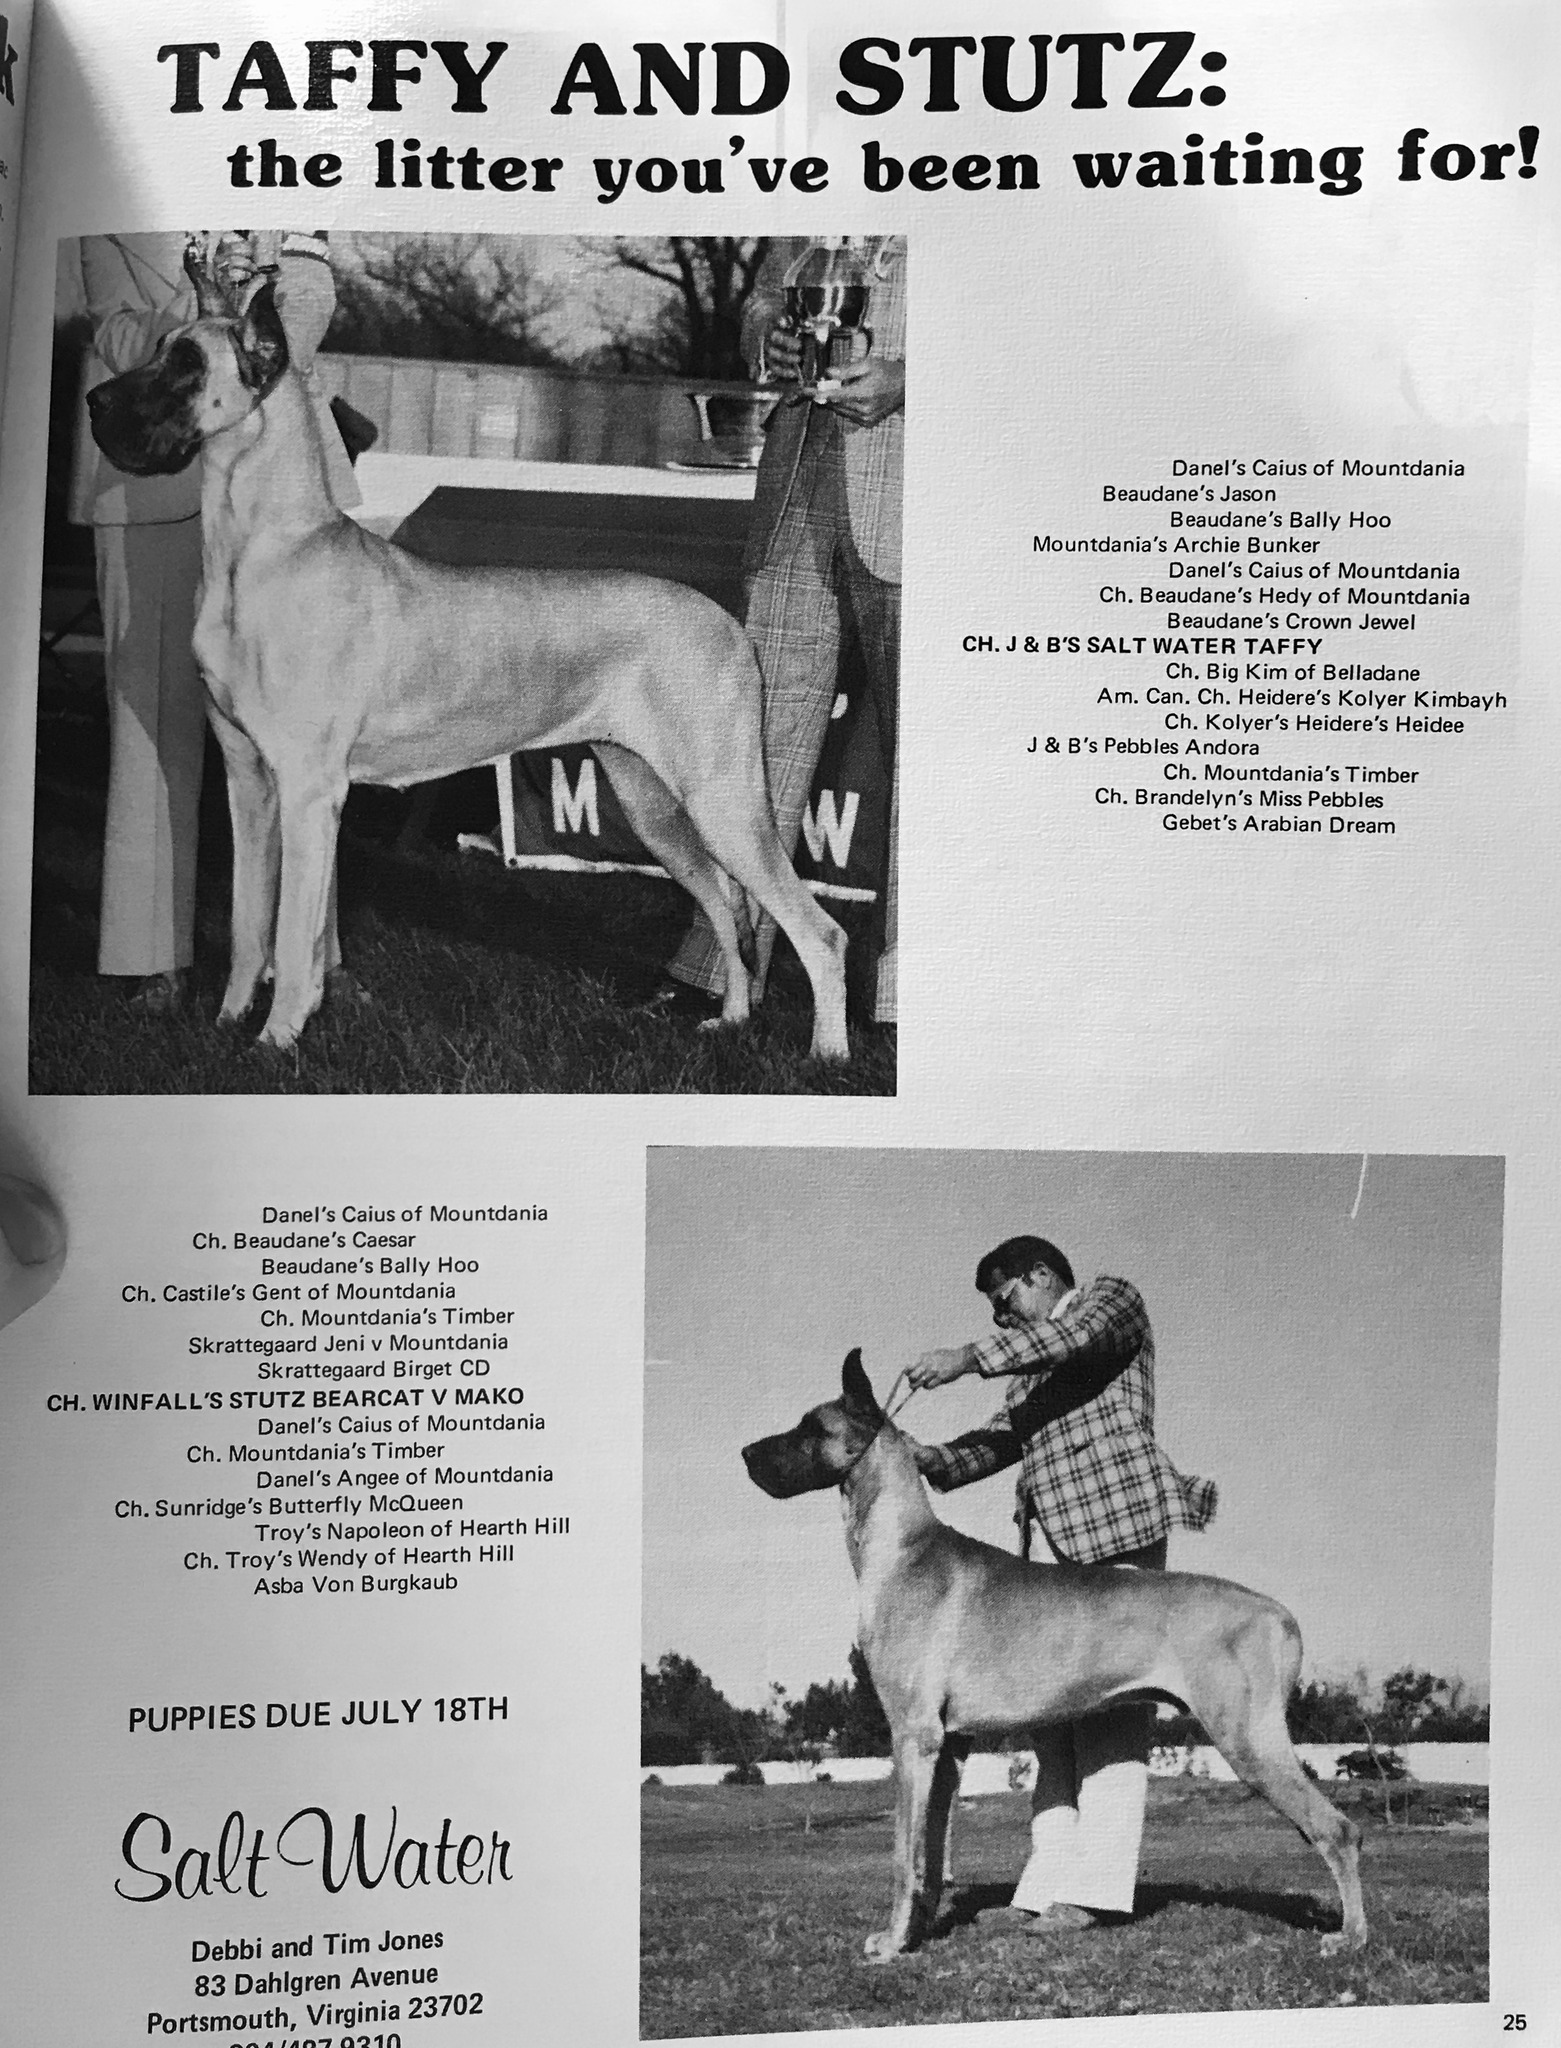 TAFFY AND STUTZ:
the litter you've been waiting for!
Danel's Caius of Mountdania
Beaudane's Jason
Beaudane's Bally Hoo
Mountdania's Archie Bunker
Danel's Caius of Mountdania
Ch. Beaudane's Hedy of Mountdania
Beaudane's Crown Jewel
CH. J & B'S SALT WATER TAFFY
Ch. Big Kim of Belladane
Am. Can. Ch. Heidere's Kolyer Kimbayh
Ch. Kolyer's Heidere's Heidee
J & B's Pebbles Andora
Ch. Mountdania's Timber
Ch. Brandelyn's Miss Pebbles
Gebet's Arabian Dream
M W
Danel's Caius of Mountdania
Ch. Beaudane's Caesar
Beaudane's Bally Hoo
Ch. Castile's Gent of Mountdania
Ch. Mountdania's Timber
Skrattegaard Jeni v Mountdania
Skrattegaard Birget CD
CH. WINFALL'S STUTZ BEARCAT V MAKO
Danel's Caius of Mountdania
Ch. Mountdania's Timber
Danel's Angee of Mountdania
Ch. Sunridge's Butterfly McQueen
Troy's Napoleon of Hearth Hill
Ch. Troy's Wendy of Hearth Hill
Asba Von Burgkaub
PUPPIES DUE JULY 18TH
Salt Water
Debbi and Tim Jones
83 Dahlgren Avenue
Portsmouth, Virginia 23702
25